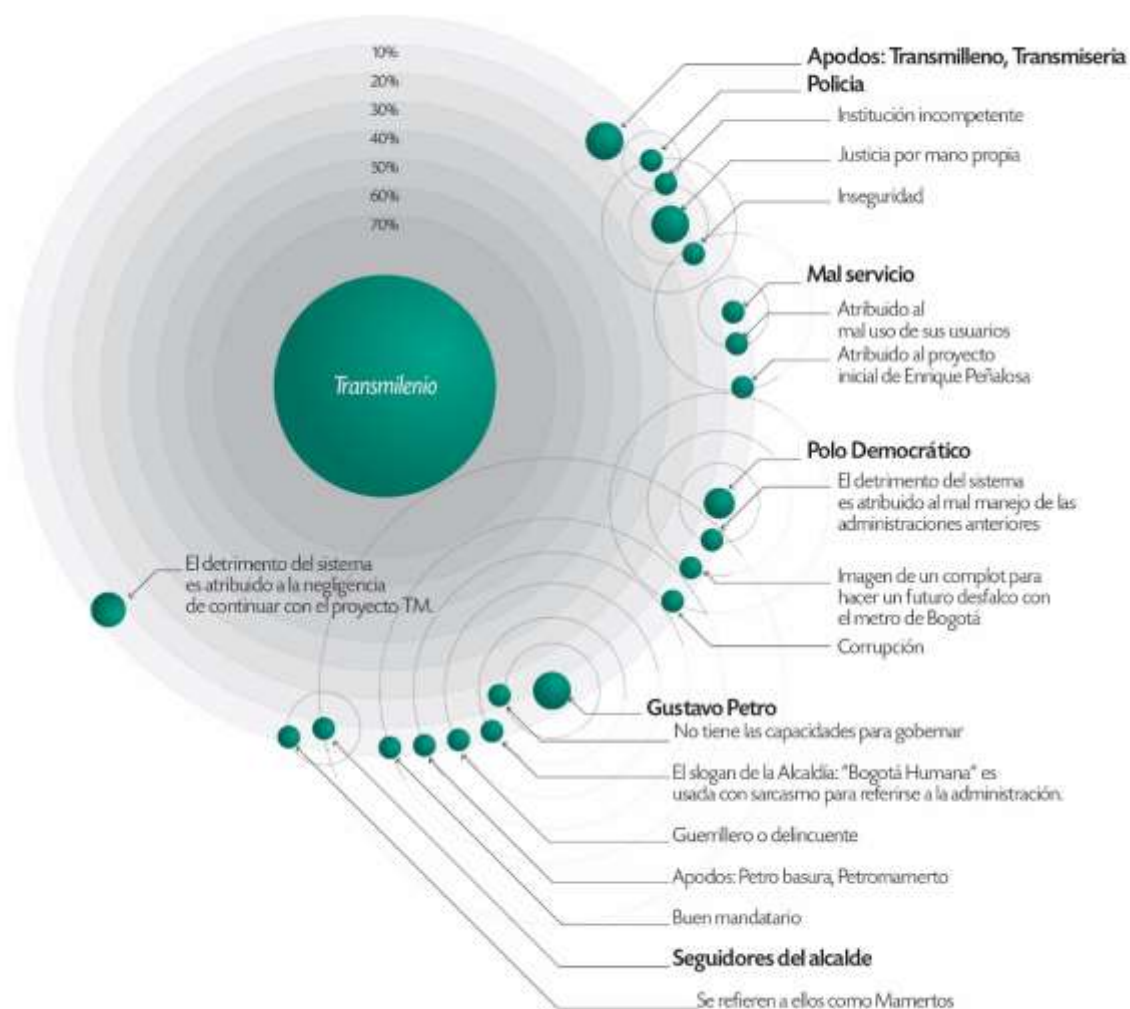 10%
20%
30%
40%
50%
60%
70%
Transmilenio
El detrimento del sistema
es atribuido a la negligencia
de continuar con el proyecto TM.
Apodos: Transmilleno, Transmiseria
Policia
Institución incompetente
Justicia por mano propia
Inseguridad
Mal servicio
Atribuido al
mal uso de sus usuarios
Atribuido al proyecto
inicial de Enrique Peñalosa
Polo Democrático
El detrimento del sistema
es atribuido al mal manejo de las
administraciones anteriores
Imagen de un complot para
hacer un futuro desfalco con
el metro de Bogotá
Corrupción
Gustavo Petro
No tiene las capacidades para gobernar
El slogan de la Alcaldía: "Bogotá Humana" es
usada con sarcasmo para referirse a la administración.
Guerrillero o delincuente
Apodos: Petro basura, Petromamerto
Buen mandatario
Seguidores del alcalde
Se refieren a ellos como Mamertos